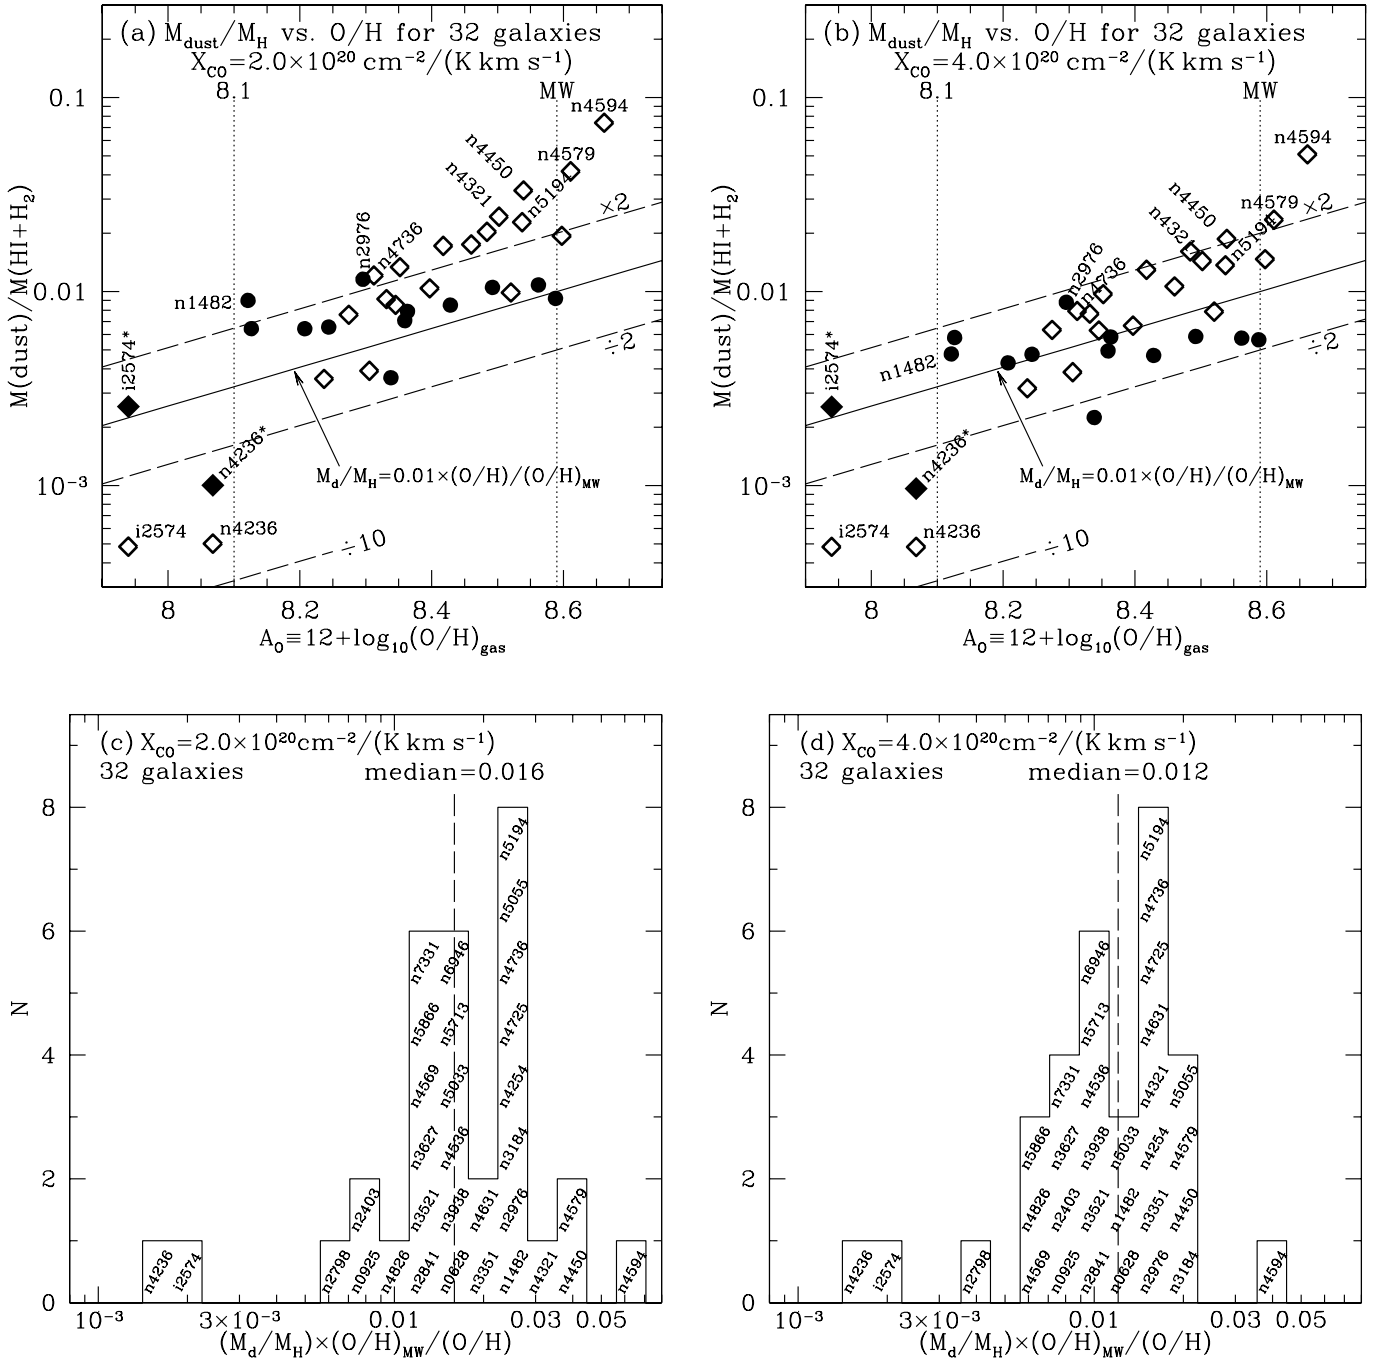 (a) M_dust/M_H vs. O/H for 32 galaxies
X_CO=2.0×10^20 cm^−2/(K km s^−1)
8.1
MW
n4594
0.1
n4450
n4579
n4321
n5194
×2
n2976
n4736
M(dust)/M(HI+H_2)
0.01
n1482
÷2
i2574*
n4236*
M_d/M_H=0.01×(O/H)/(O/H)_MW
10^−3
i2574
n4236
÷10
8
8.2
8.4
8.6
A_O≡12+log_10(O/H)_gas
(b) M_dust/M_H vs. O/H for 32 galaxies
X_CO=4.0×10^20 cm^−2/(K km s^−1)
8.1
MW
0.1
n4594
n4450
n4579
×2
n4321
n5194
n2976
n4736
M(dust)/M(HI+H_2)
0.01
n1482
÷2
i2574*
n4236*
M_d/M_H=0.01×(O/H)/(O/H)_MW
10^−3
i2574
n4236
÷10
8
8.2
8.4
8.6
A_O≡12+log_10(O/H)_gas
(c) X_CO=2.0×10^20cm^−2/(K km s^−1)
32 galaxies
median=0.016
N
8
6
4
2
0
n4236
i2574
n2798
n2403
n0925
n4826
n7331
n5866
n4569
n3627
n3521
n2841
n6946
n5713
n5033
n4536
n3938
n0628
n4631
n3351
n5194
n5055
n4736
n4725
n4254
n3184
n2976
n1482
n4321
n4579
n4450
n4594
10^−3
3×10^−3
0.01
0.03
0.05
(M_d/M_H)×(O/H)_MW/(O/H)
(d) X_CO=4.0×10^20cm^−2/(K km s^−1)
32 galaxies
median=0.012
N
8
6
4
2
0
n4236
i2574
n2798
n5866
n4826
n4569
n7331
n3627
n2403
n0925
n6946
n5713
n4536
n3938
n3521
n2841
n5033
n1482
n0628
n5194
n4736
n4725
n4631
n4321
n4254
n3351
n2976
n5055
n4579
n4450
n3184
n4594
10^−3
3×10^−3
0.01
0.03
0.05
(M_d/M_H)×(O/H)_MW/(O/H)